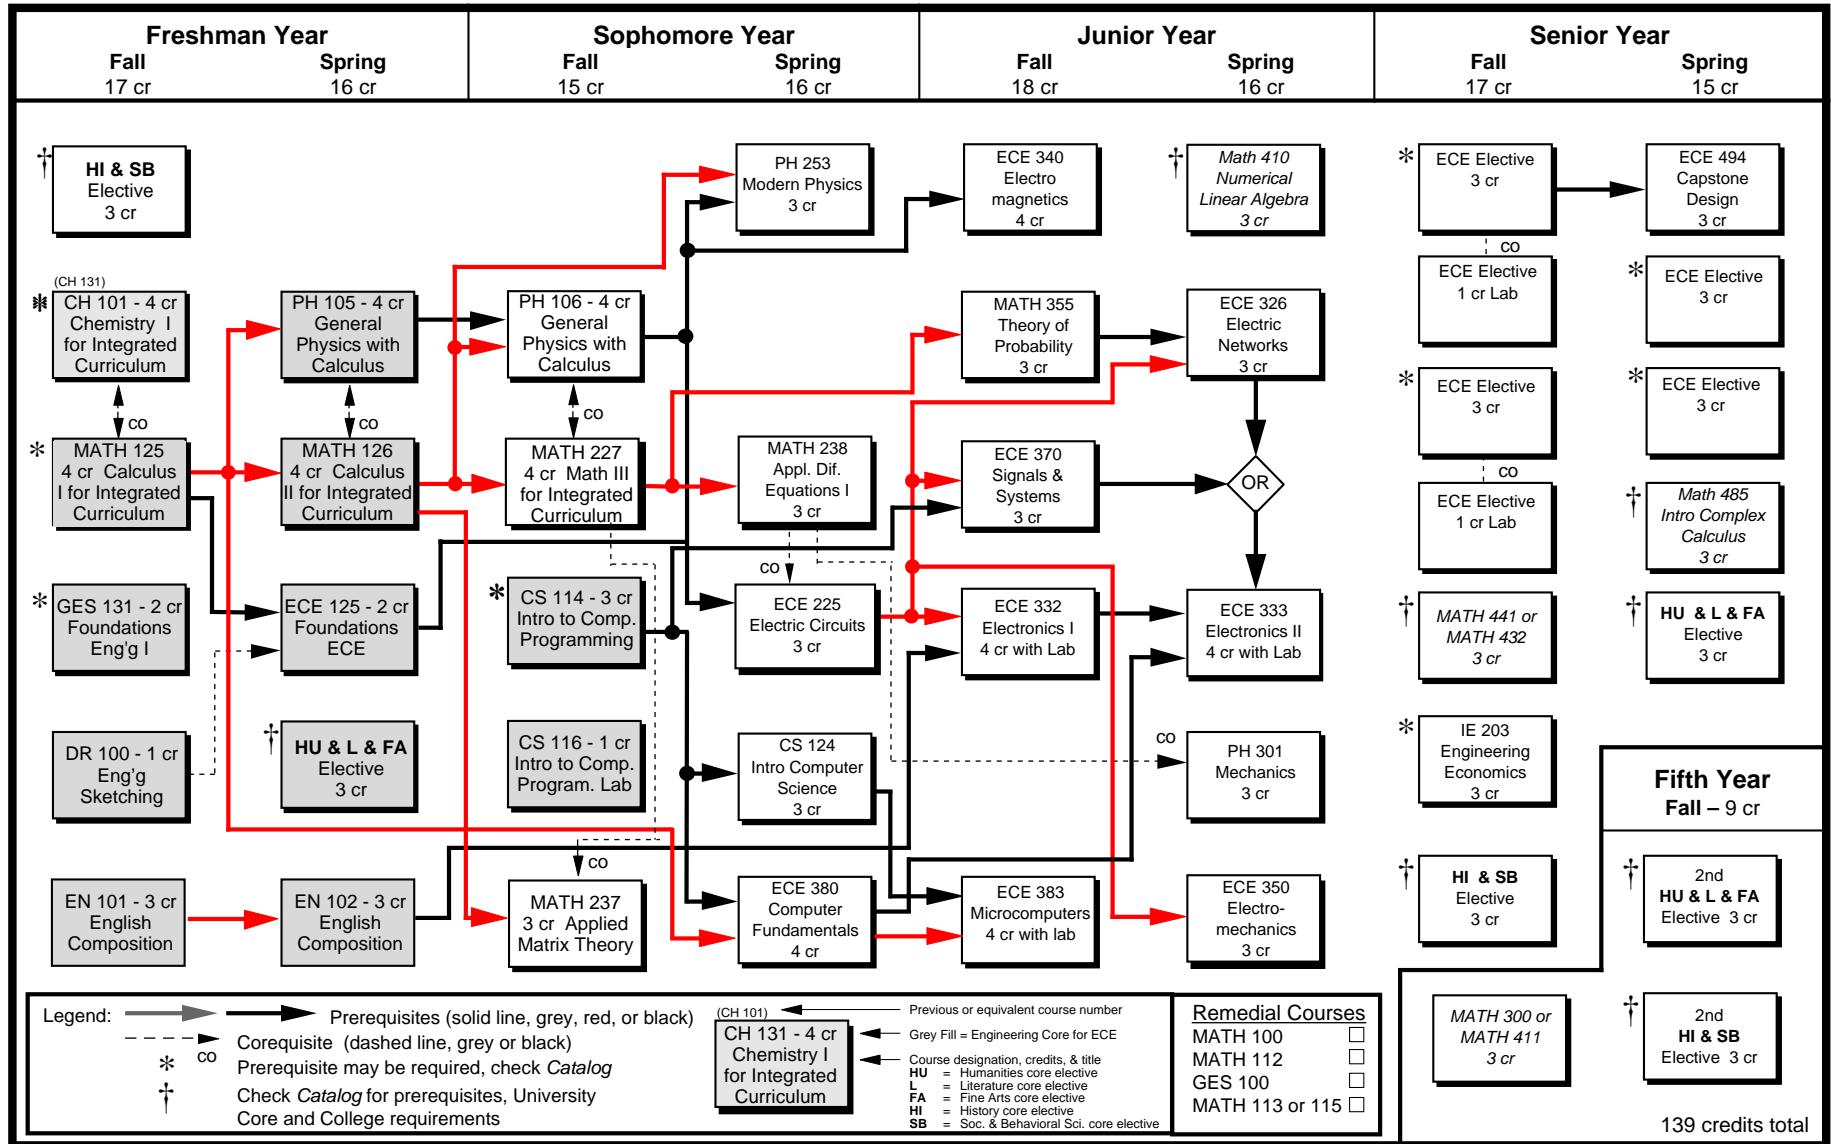 Freshman Year
Fall
17 cr
Spring
16 cr
Sophomore Year
Fall
15 cr
Spring
16 cr
Junior Year
Fall
18 cr
Spring
16 cr
Senior Year
Fall
17 cr
Spring
15 cr
†
HI & SB
Elective
3 cr
(CH 131)
*
CH 101 - 4 cr
Chemistry I
for Integrated
Curriculum
co
*
MATH 125
4 cr Calculus
I for Integrated
Curriculum
*
GES 131 - 2 cr
Foundations
Eng'g I
DR 100 - 1 cr
Eng'g
Sketching
EN 101 - 3 cr
English
Composition
PH 105 - 4 cr
General
Physics with
Calculus
co
MATH 126
4 cr Calculus
II for Integrated
Curriculum
ECE 125 - 2 cr
Foundations
ECE
†
HU & L & FA
Elective
3 cr
EN 102 - 3 cr
English
Composition
PH 106 - 4 cr
General
Physics with
Calculus
co
MATH 227
4 cr Math III
for Integrated
Curriculum
*
CS 114 - 3 cr
Intro to Comp.
Programming
CS 116 - 1 cr
Intro to Comp.
Program. Lab
co
MATH 237
3 cr Applied
Matrix Theory
PH 253
Modern Physics
3 cr
MATH 238
Appl. Dif.
Equations I
3 cr
co
ECE 225
Electric Circuits
3 cr
CS 124
Intro Computer
Science
3 cr
ECE 380
Computer
Fundamentals
4 cr
ECE 340
Electro
magnetics
4 cr
MATH 355
Theory of
Probability
3 cr
ECE 370
Signals &
Systems
3 cr
ECE 332
Electronics I
4 cr with Lab
ECE 383
Microcomputers
4 cr with lab
†
Math 410
Numerical
Linear Algebra
3 cr
ECE 326
Electric
Networks
3 cr
OR
ECE 333
Electronics II
4 cr with Lab
co
PH 301
Mechanics
3 cr
ECE 350
Electro-
mechanics
3 cr
*
ECE Elective
3 cr
co
ECE Elective
1 cr Lab
*
ECE Elective
3 cr
co
ECE Elective
1 cr Lab
†
MATH 441 or
MATH 432
3 cr
*
IE 203
Engineering
Economics
3 cr
†
HI & SB
Elective
3 cr
MATH 300 or
MATH 411
3 cr
ECE 494
Capstone
Design
3 cr
*
ECE Elective
3 cr
*
ECE Elective
3 cr
†
Math 485
Intro Complex
Calculus
3 cr
†
HU & L & FA
Elective
3 cr
Fifth Year
Fall – 9 cr
†
2nd
HU & L & FA
Elective 3 cr
†
2nd
HI & SB
Elective 3 cr
139 credits total
Legend:
Prerequisites (solid line, grey, red, or black)
co
Corequisite (dashed line, grey or black)
*
Prerequisite may be required, check Catalog
†
Check Catalog for prerequisites, University
Core and College requirements
(CH 101)
CH 131 - 4 cr
Chemistry I
for Integrated
Curriculum
Previous or equivalent course number
Grey Fill = Engineering Core for ECE
Course designation, credits, & title
HU = Humanities core elective
L = Literature core elective
FA = Fine Arts core elective
HI = History core elective
SB = Soc. & Behavioral Sci. core elective
Remedial Courses
MATH 100
MATH 112
GES 100
MATH 113 or 115